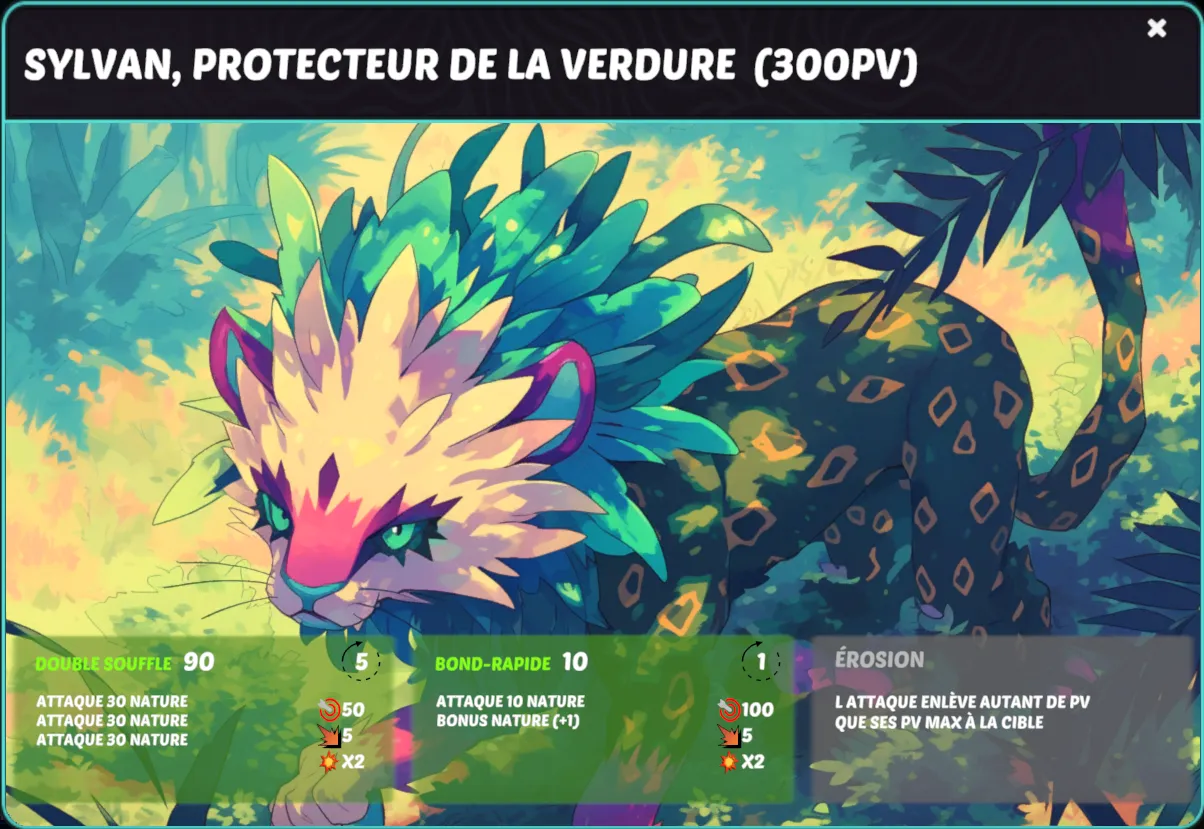 SYLVAN, PROTECTEUR DE LA VERDURE (300PV)
DOUBLE SOUFFLE 90
5
ATTAQUE 30 NATURE
ATTAQUE 30 NATURE
ATTAQUE 30 NATURE
50
5
X2
BOND-RAPIDE 10
1
ATTAQUE 10 NATURE
BONUS NATURE (+1)
100
5
X2
ÉROSION
L ATTAQUE ENLÈVE AUTANT DE PV
QUE SES PV MAX À LA CIBLE